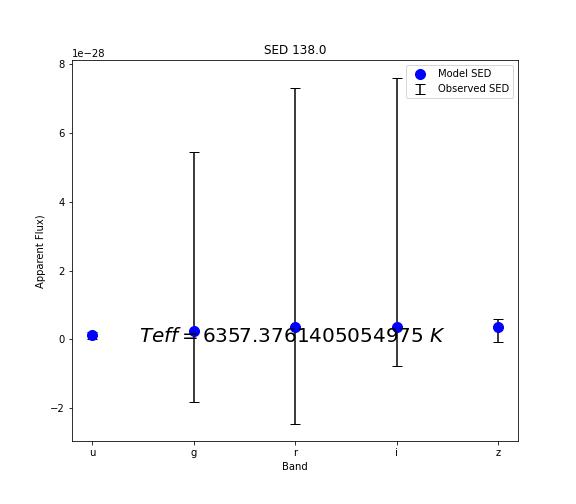 SED 138.0
1e−28
Model SED
Observed SED
8
6
4
2
0
−2
Apparent Flux)
Teff = 6357.3761405054975 K
u g r i z
Band